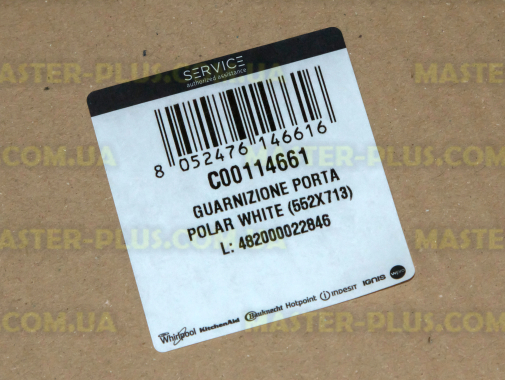 SERVICE
authorized assistance
8 052476 146616
C00114661
GUARNIZIONE PORTA
POLAR WHITE (552X713)
L: 482000022846
Whirlpool KitchenAid Bauknecht Hotpoint INDESIT IGNIS
MASTER-PLUS.COM.UA